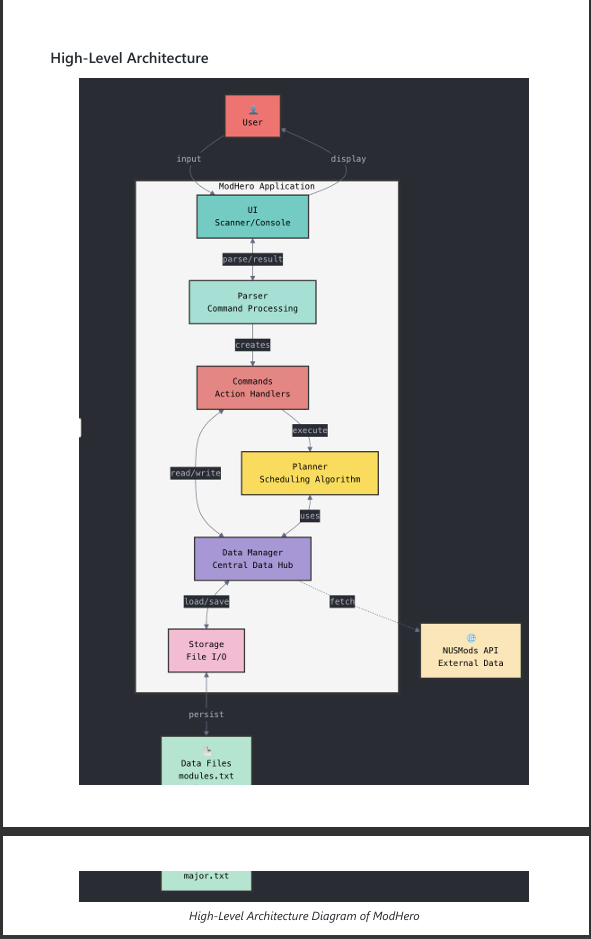 High-Level Architecture
User
input
display
ModHero Application
UI
Scanner/Console
parse/result
Parser
Command Processing
creates
Commands
Action Handlers
execute
read/write
Planner
Scheduling Algorithm
uses
Data Manager
Central Data Hub
load/save
fetch
Storage
File I/O
NUSMods API
External Data
persist
Data Files
modules.txt
major.txt
High-Level Architecture Diagram of ModHero